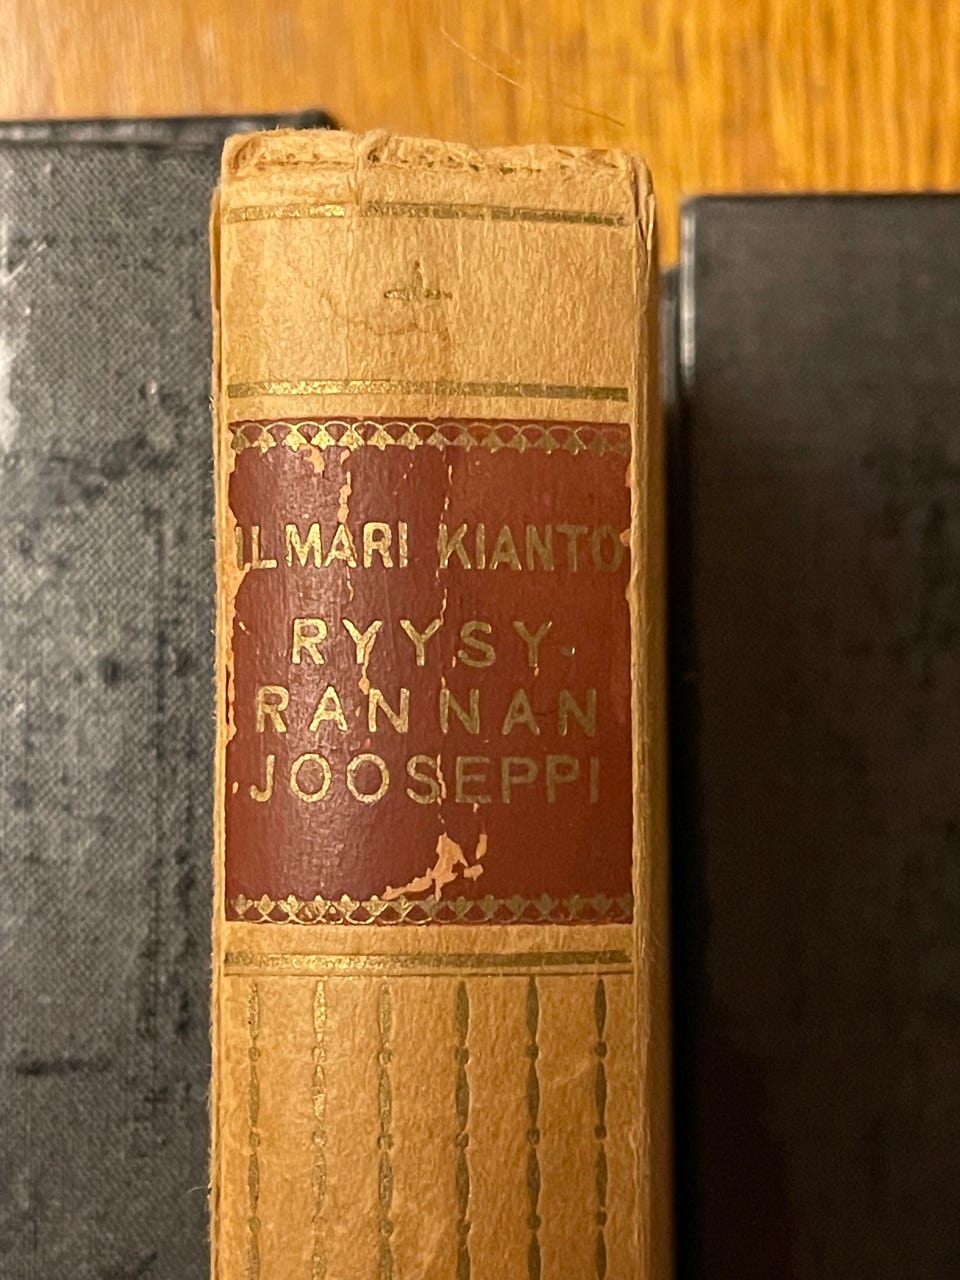 ILMARI KIANTO
RYYSY-
RANNAN
JOOSEPPI